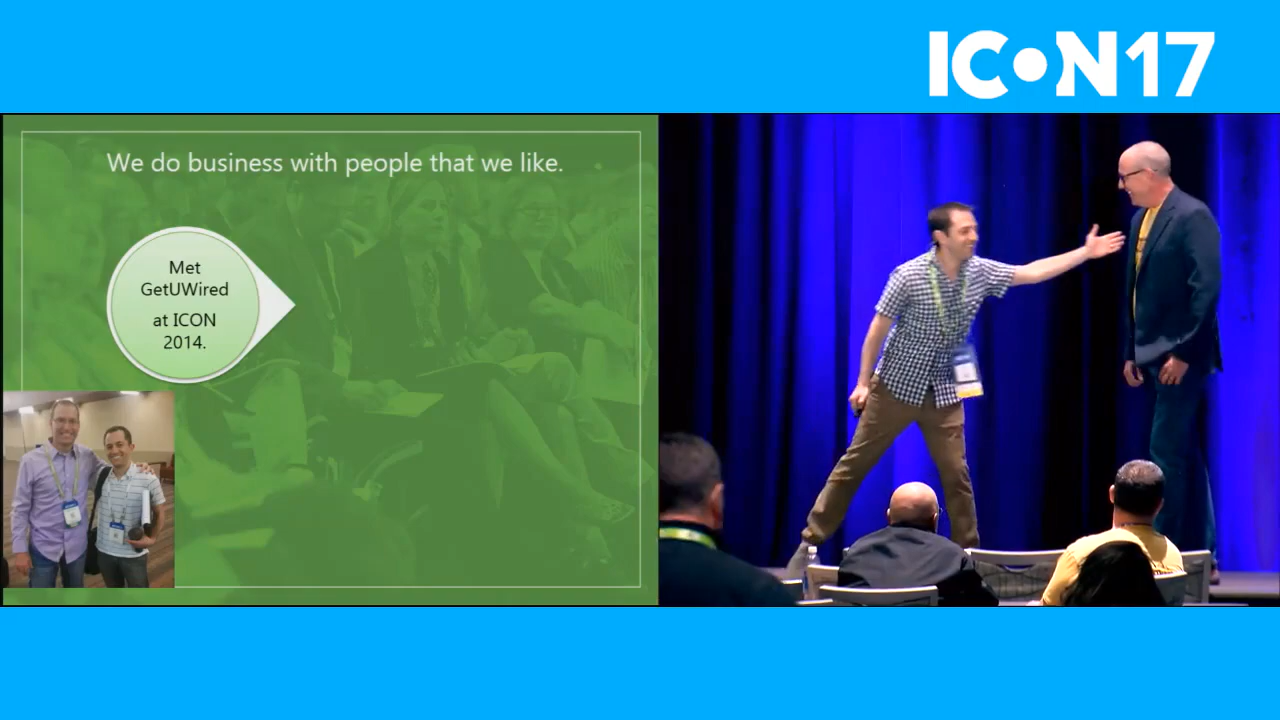 ICON17
We do business with people that we like.
Met
GetUWired
at ICON
2014.